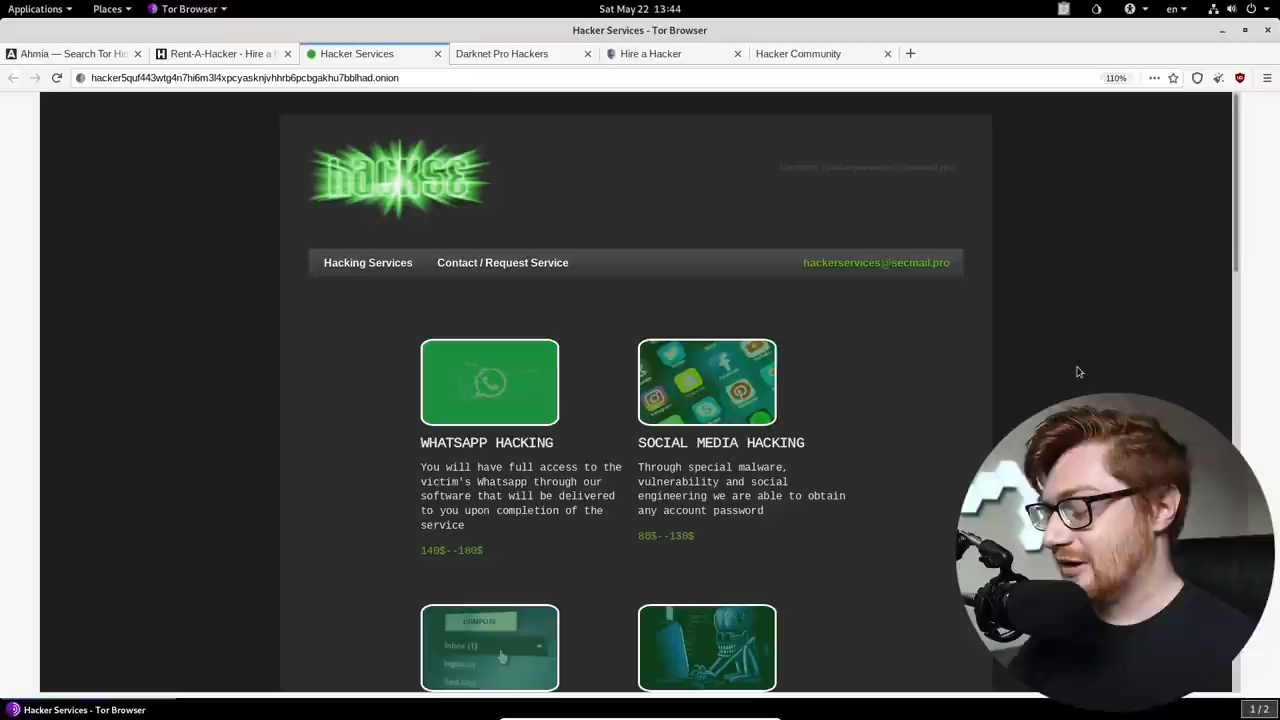 Applications Places Tor Browser Sat May 22 13:44 en
Hacker Services - Tor Browser
Ahmia — Search Tor Hi Rent-A-Hacker - Hire a h Hacker Services Darknet Pro Hackers Hire a Hacker Hacker Community
hacker5quf443wtg4n7hi6m3l4xpcyasknjvhhrb6pcbgakhu7bblhad.onion 110%
hackse
Hacking Services Contact / Request Service hackerservices@secmail.pro
WHATSAPP HACKING
You will have full access to the
victim's Whatsapp through our
software that will be delivered
to you upon completion of the
service
140$--180$
SOCIAL MEDIA HACKING
Through special malware,
vulnerability and social
engineering we are able to obtain
any account password
80$--130$
COMPOSE
Inbox (1)
Hacker Services - Tor Browser 1 / 2